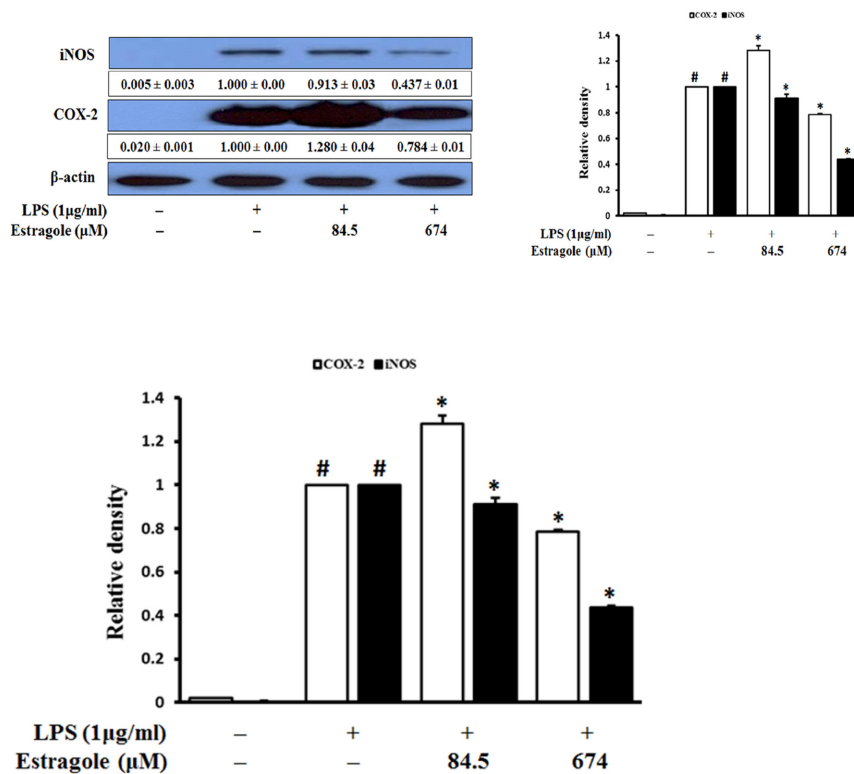 iNOS
0.005 ± 0.003 1.000 ± 0.00 0.913 ± 0.03 0.437 ± 0.01
COX-2
0.020 ± 0.001 1.000 ± 0.00 1.280 ± 0.04 0.784 ± 0.01
β-actin
LPS (1μg/ml) – + + +
Estragole (μM) – – 84.5 674
COX-2 iNOS
Relative density
1.4
1.2
1
0.8
0.6
0.4
0.2
0
# # * * * *
LPS (1μg/ml) – + + +
Estragole (μM) – – 84.5 674
COX-2 iNOS
Relative density
1.4
1.2
1
0.8
0.6
0.4
0.2
0
# # * * * *
LPS (1μg/ml) – + + +
Estragole (μM) – – 84.5 674